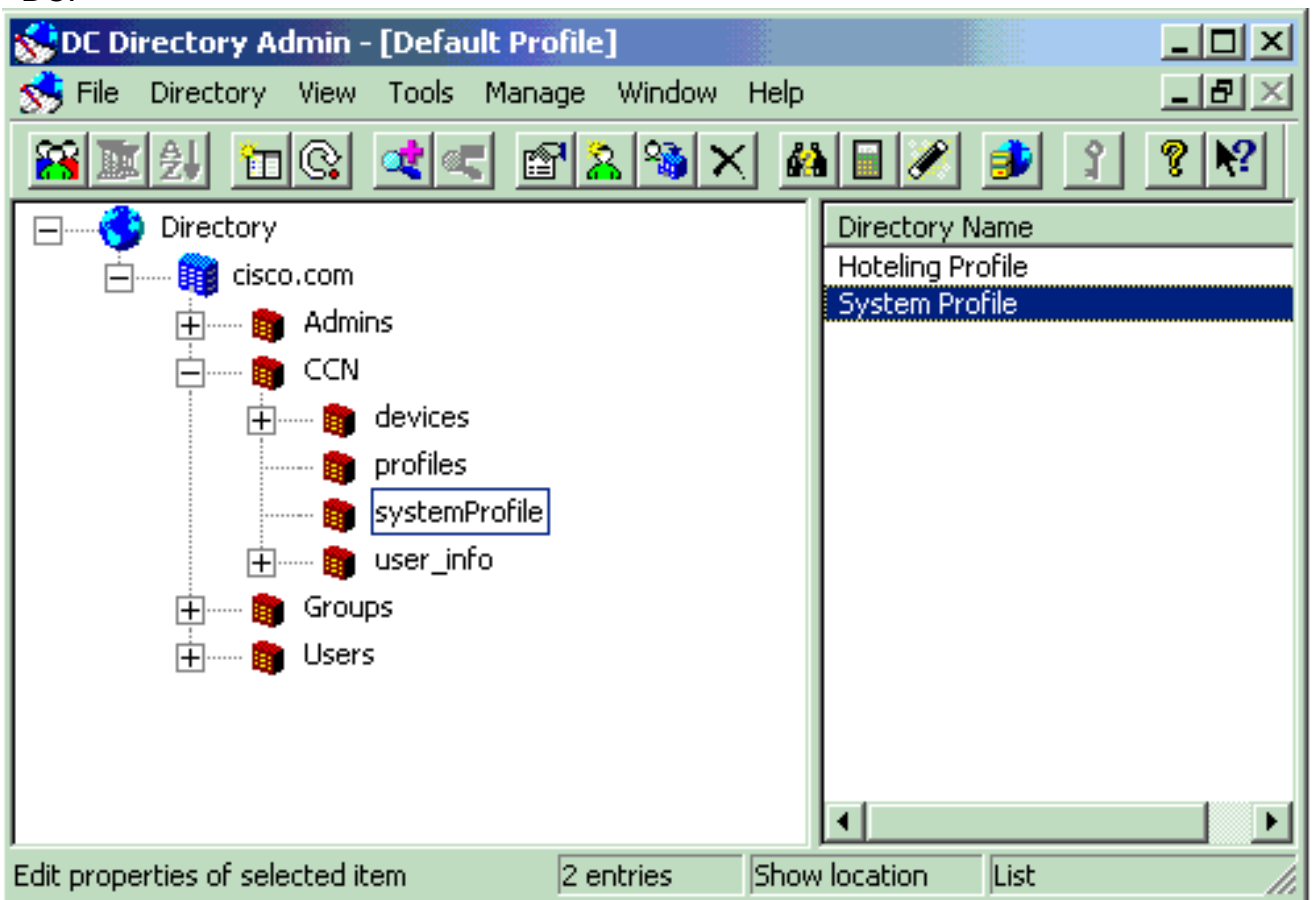 DC Directory Admin - [Default Profile]
File Directory View Tools Manage Window Help
Directory
cisco.com
Admins
CCN
devices
profiles
systemProfile
user_info
Groups
Users
Directory Name
Hoteling Profile
System Profile
Edit properties of selected item 2 entries Show location List